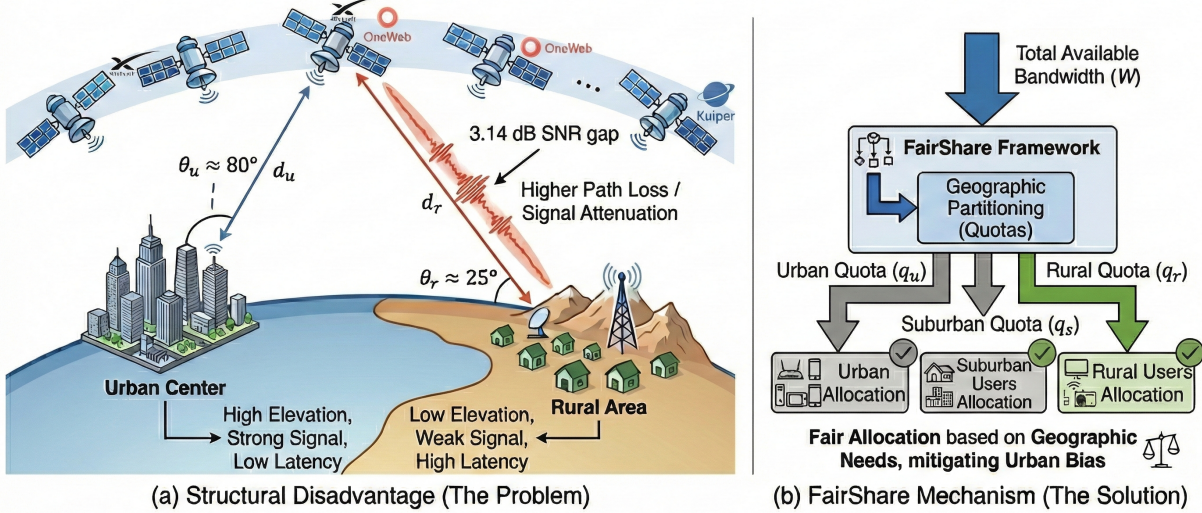 OneWeb
OneWeb
Kuiper
3.14 dB SNR gap
θᵤ ≈ 80°
dᵤ
Higher Path Loss /
Signal Attenuation
dᵣ
θᵣ ≈ 25°
Urban Center
Rural Area
High Elevation,
Strong Signal,
Low Latency
Low Elevation,
Weak Signal,
High Latency
(a) Structural Disadvantage (The Problem)
Total Available
Bandwidth (W)
FairShare Framework
Geographic
Partitioning
(Quotas)
Urban Quota (qᵤ)
Rural Quota (qᵣ)
Suburban Quota (qₛ)
Urban
Allocation
Suburban
Users
Allocation
Rural Users
Allocation
Fair Allocation based on Geographic
Needs, mitigating Urban Bias
(b) FairShare Mechanism (The Solution)